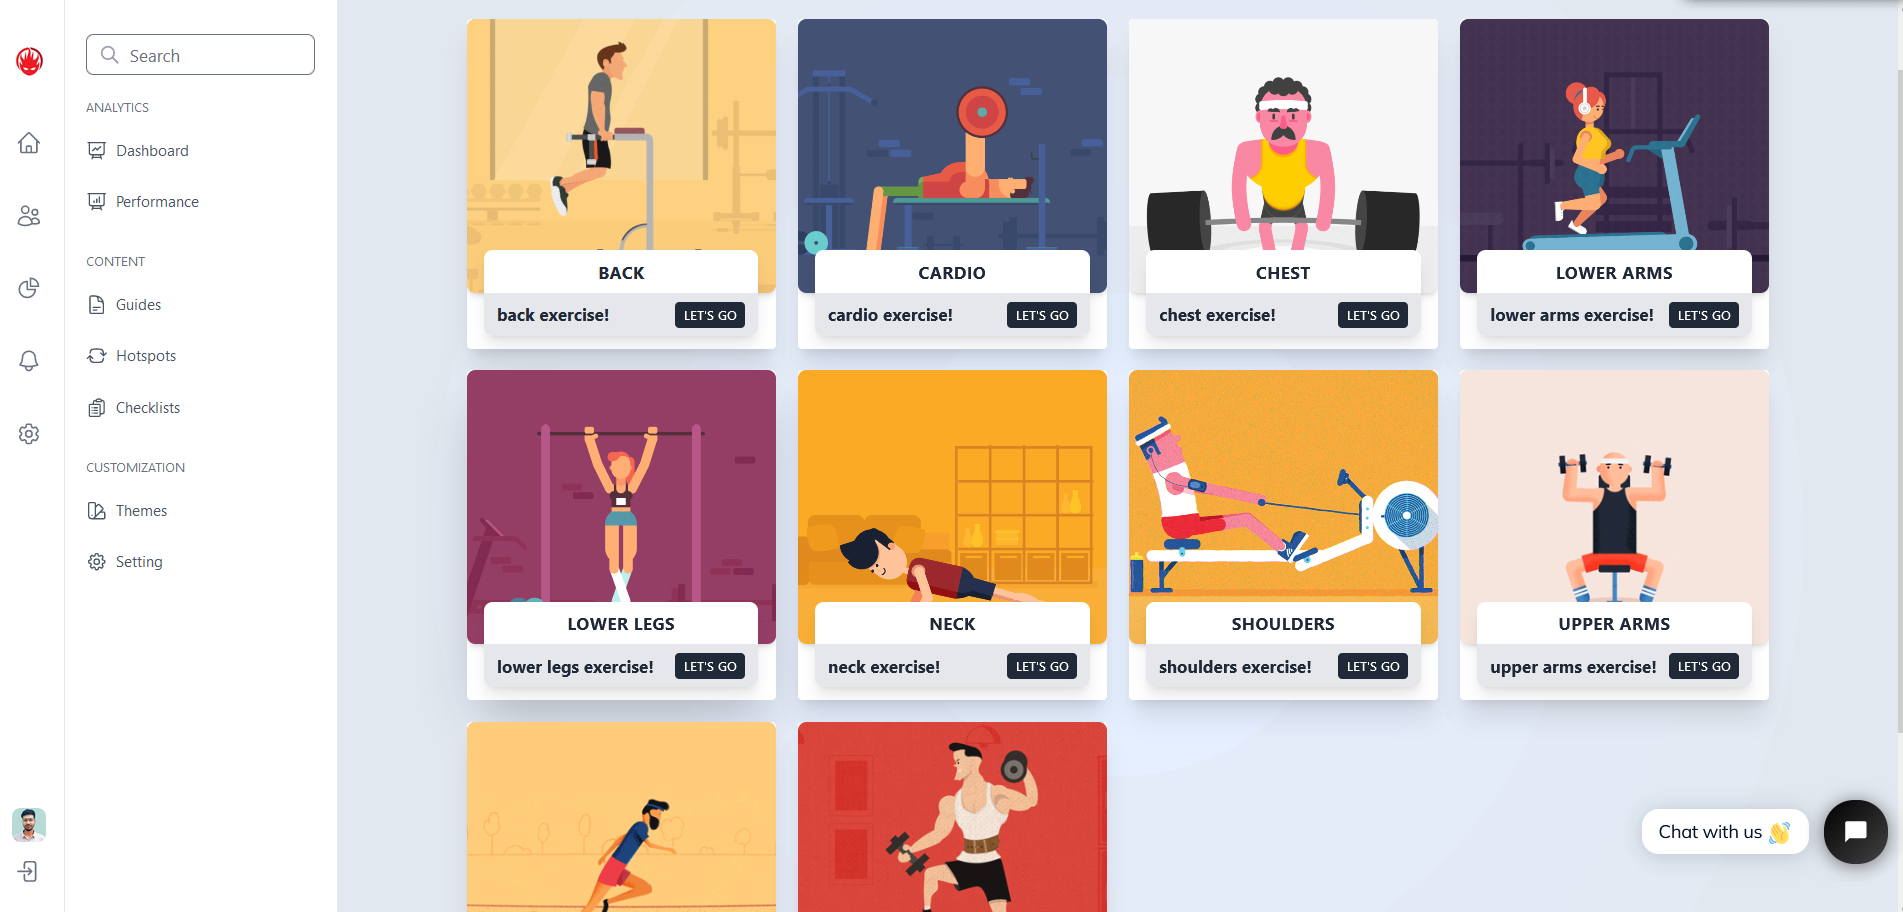 Search
ANALYTICS
Dashboard
Performance
CONTENT
Guides
Hotspots
Checklists
CUSTOMIZATION
Themes
Setting
BACK
back exercise!
LET'S GO
CARDIO
cardio exercise!
LET'S GO
CHEST
chest exercise!
LET'S GO
LOWER ARMS
lower arms exercise!
LET'S GO
LOWER LEGS
lower legs exercise!
LET'S GO
NECK
neck exercise!
LET'S GO
SHOULDERS
shoulders exercise!
LET'S GO
UPPER ARMS
upper arms exercise!
LET'S GO
Chat with us 👋